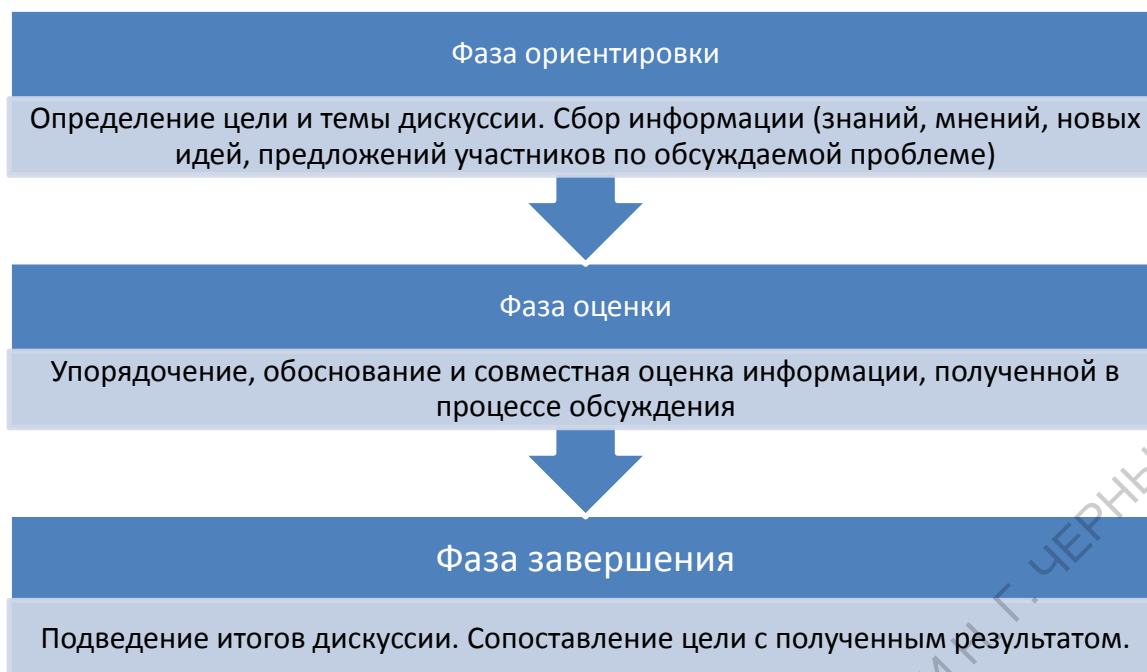 Фаза ориентировки
Определение цели и темы дискуссии. Сбор информации (знаний, мнений, новых
идей, предложений участников по обсуждаемой проблеме)
Фаза оценки
Упорядочение, обоснование и совместная оценка информации, полученной в
процессе обсуждения
Фаза завершения
Подведение итогов дискуссии. Сопоставление цели с полученным результатом.